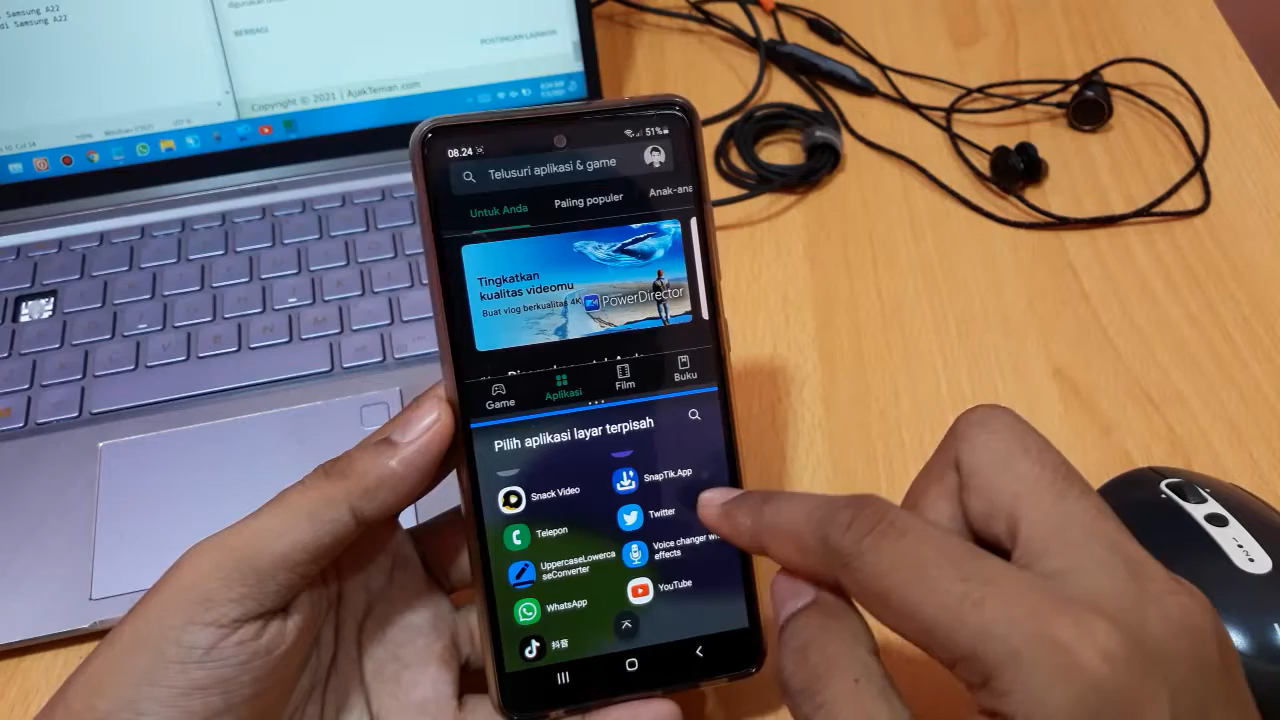 Samsung A22
di Samsung A22
BERBAGI
POSTINGAN LAINNYA
Copyright © 2021 | AjakTeman.com
08.24
51%
Telusuri aplikasi & game
Untuk Anda
Paling populer
Anak-ana
Tingkatkan
kualitas videomu
Buat vlog berkualitas 4K
PowerDirector
Game
Aplikasi
Film
Buku
Pilih aplikasi layar terpisah
Snack Video
SnapTik.App
Telepon
Twitter
UppercaseLowerca
seConverter
Voice changer wi
effects
WhatsApp
YouTube
抖音